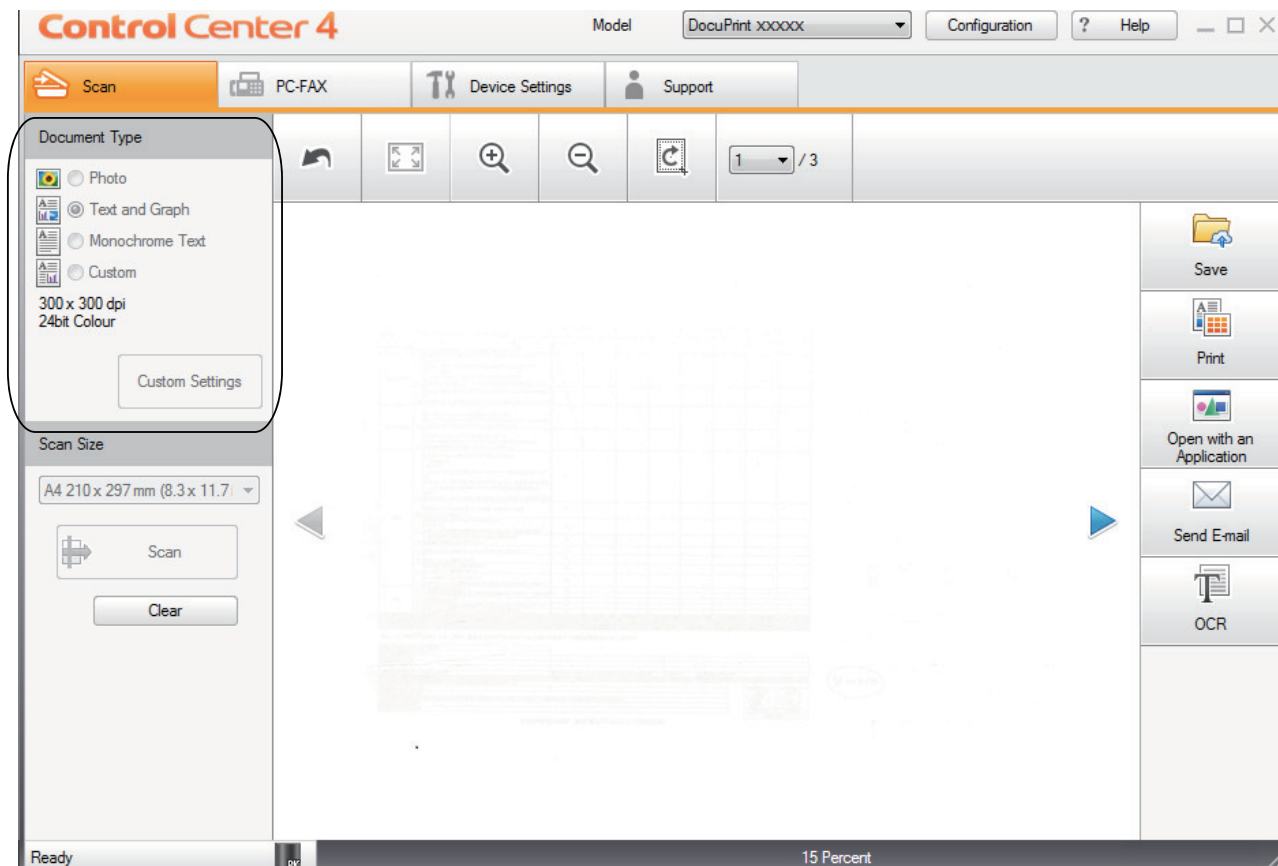 Control Center 4
Model DocuPrint XXXXX Configuration ? Help
Scan PC-FAX Device Settings Support
Document Type
Photo
Text and Graph
Monochrome Text
Custom
300 x 300 dpi
24bit Colour
Custom Settings
Scan Size
A4 210 x 297 mm (8.3 x 11.7
Scan
Clear
1 / 3
Save
Print
Open with an
Application
Send E-mail
OCR
Ready 15 Percent